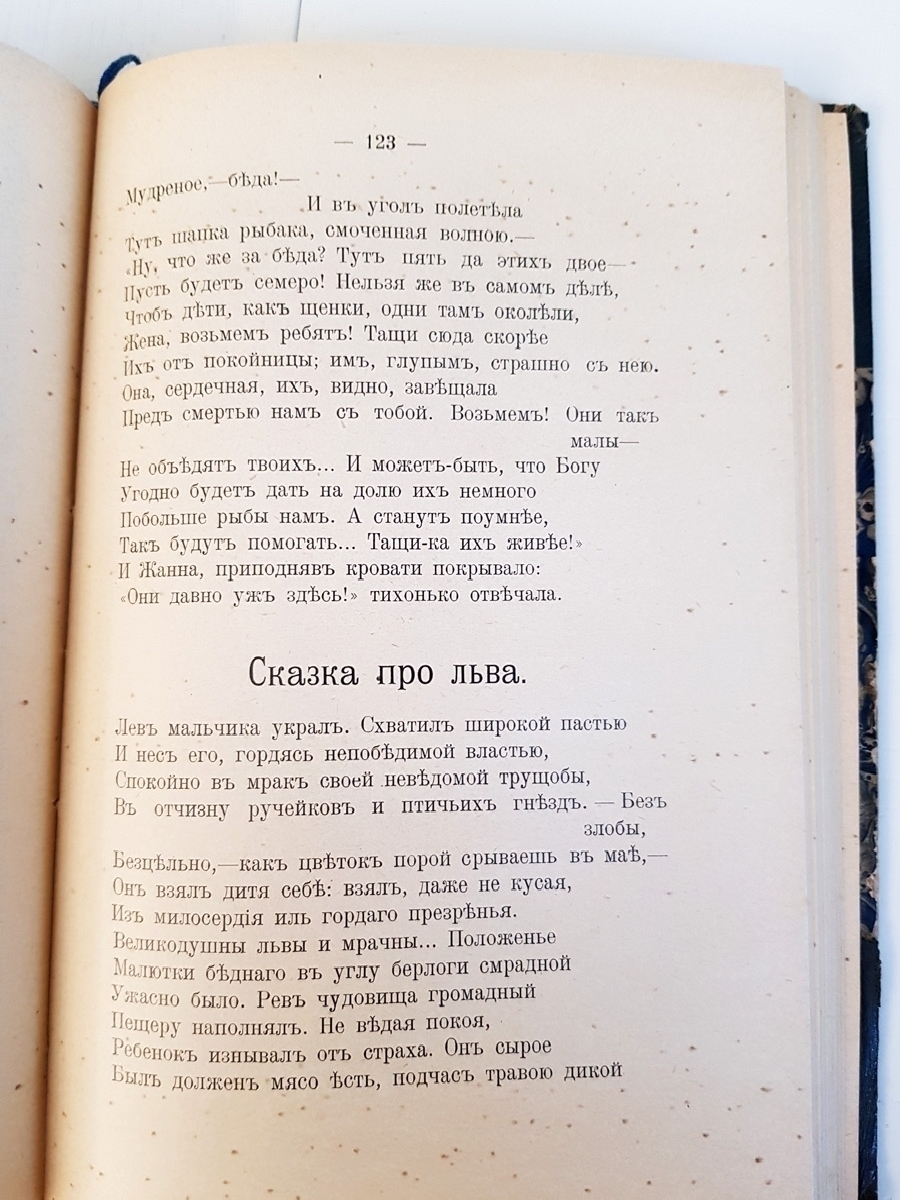 — 123 —
Мудреное,—бѣда!—
И въ уголъ полетѣла
Тутъ шапка рыбака, смоченная волною.—
«Ну, что же за бѣда? Тутъ пять да этихъ двое—
Пусть будетъ семеро! Нельзя же въ самомъ дѣлѣ,
Чтобъ дѣти, какъ щенки, одни тамъ околѣли,
Жена, возьмемъ ребятъ! Тащи сюда скорѣе
Ихъ отъ покойницы; имъ, глупымъ, страшно съ нею.
Она, сердечная, ихъ, видно, завѣщала
Предъ смертью намъ съ тобой. Возьмемъ! Они такъ
малы—
Не объѣдятъ твоихъ... И можетъ-быть, что Богу
Угодно будетъ дать на долю ихъ немного
Побольше рыбы намъ. А станутъ поумнѣе,
Такъ будутъ помогать... Тащи-ка ихъ живѣе!»
И Жанна, приподнявъ кровати покрывало:
«Они давно ужъ здѣсь!» тихонько отвѣчала.
Сказка про льва.
Левъ мальчика укралъ. Схватилъ широкой пастью
И несъ его, гордясь непобѣдимой властью,
Спокойно въ мракъ своей невѣдомой трущобы,
Въ отчизну ручейковъ и птичьихъ гнѣздъ. — Безъ
злобы,
Безцѣльно,—какъ цвѣтокъ порой срываешь въ маѣ,—
Онъ взялъ дитя себѣ: взялъ, даже не кусая,
Изъ милосердія иль гордаго презрѣнья.
Великодушны львы и мрачны... Положенье
Малютки бѣднаго въ углу берлоги смрадной
Ужасно было. Ревъ чудовища громадный
Пещеру наполнялъ. Не вѣдая покоя,
Ребенокъ изнывалъ отъ страха. Онъ сырое
Былъ долженъ мясо ѣсть, подчасъ травою дикой